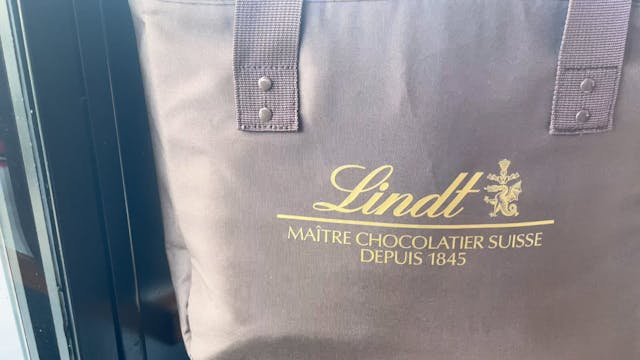 Lindt
MAÎTRE CHOCOLATIER SUISSE
DEPUIS 1845